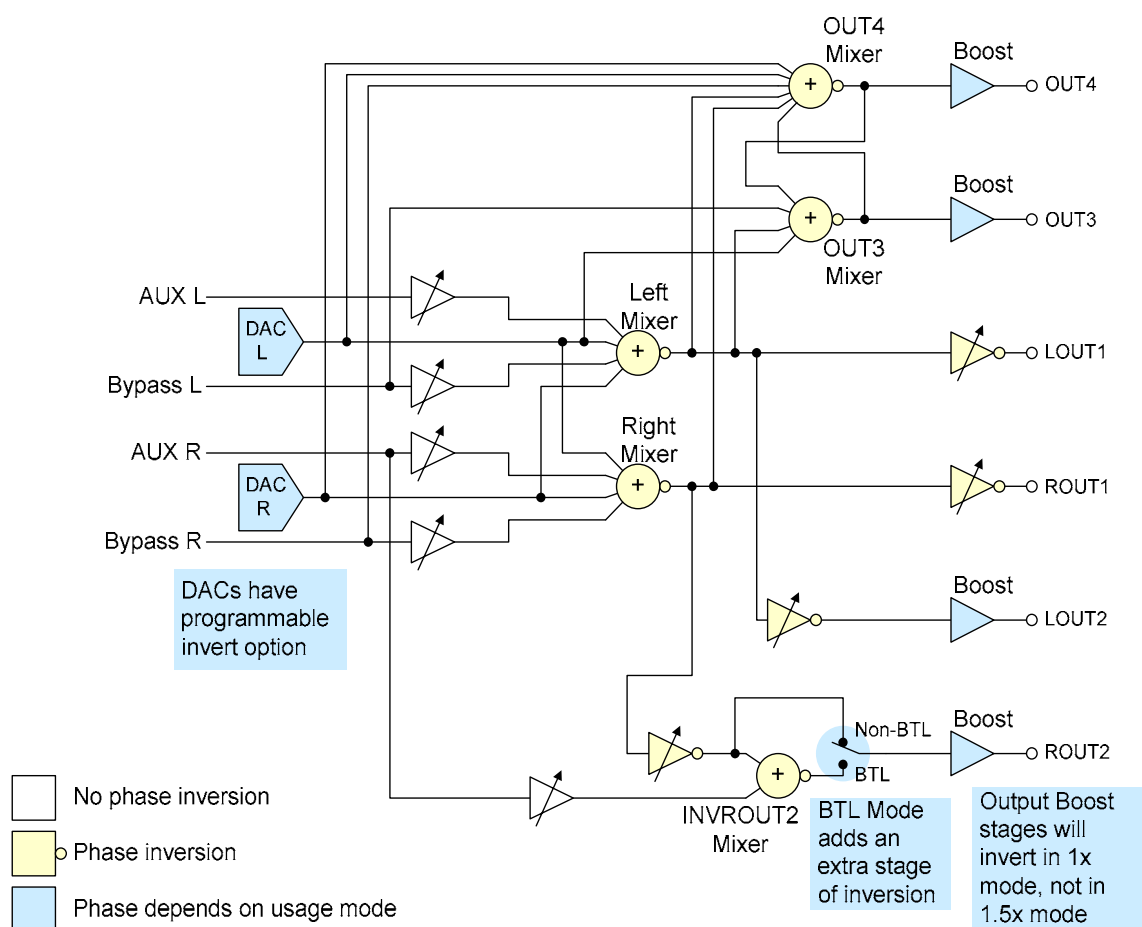 OUT4
Mixer
Boost
+
OUT4
Boost
+
OUT3
OUT3
Mixer
AUX L
Left
Mixer
DAC
L
+
LOUT1
Bypass L
AUX R
Right
Mixer
DAC
R
+
ROUT1
Bypass R
DACs have
programmable
invert option
Boost
LOUT2
Boost
Non-BTL
ROUT2
+
BTL
INVROUT2
Mixer
BTL Mode
adds an
extra stage
of inversion
Output Boost
stages will
invert in 1x
mode, not in
1.5x mode
No phase inversion
Phase inversion
Phase depends on usage mode